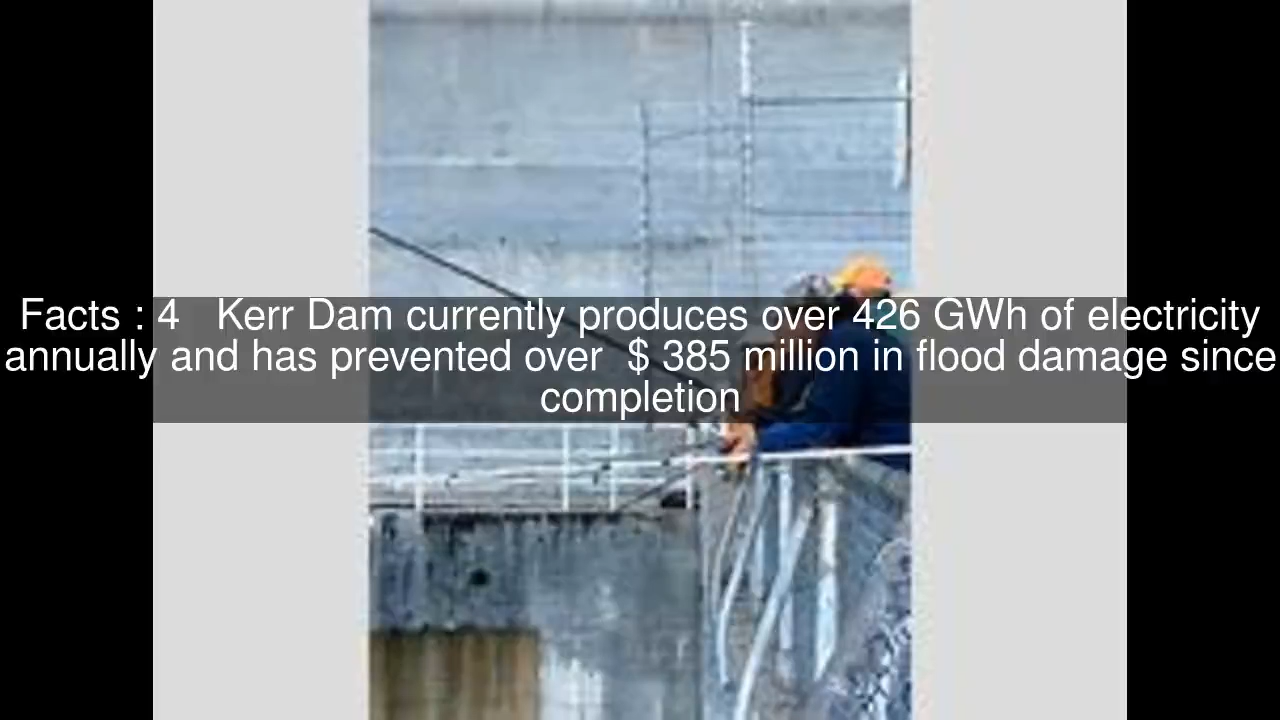 Facts : 4   Kerr Dam currently produces over 426 GWh of electricity
annually and has prevented over  $ 385 million in flood damage since
completion